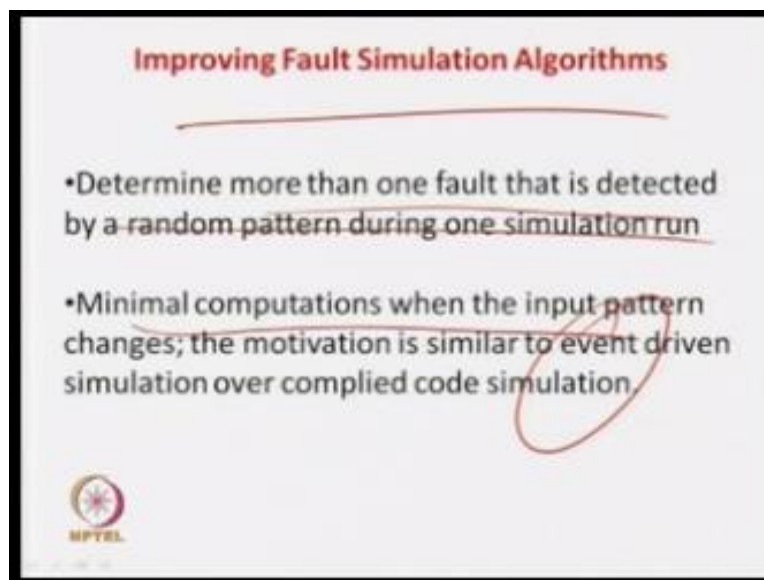 Improving Fault Simulation Algorithms
•Determine more than one fault that is detected
by a random pattern during one simulation run
•Minimal computations when the input pattern
changes; the motivation is similar to event driven
simulation over complied code simulation.
NPTEL